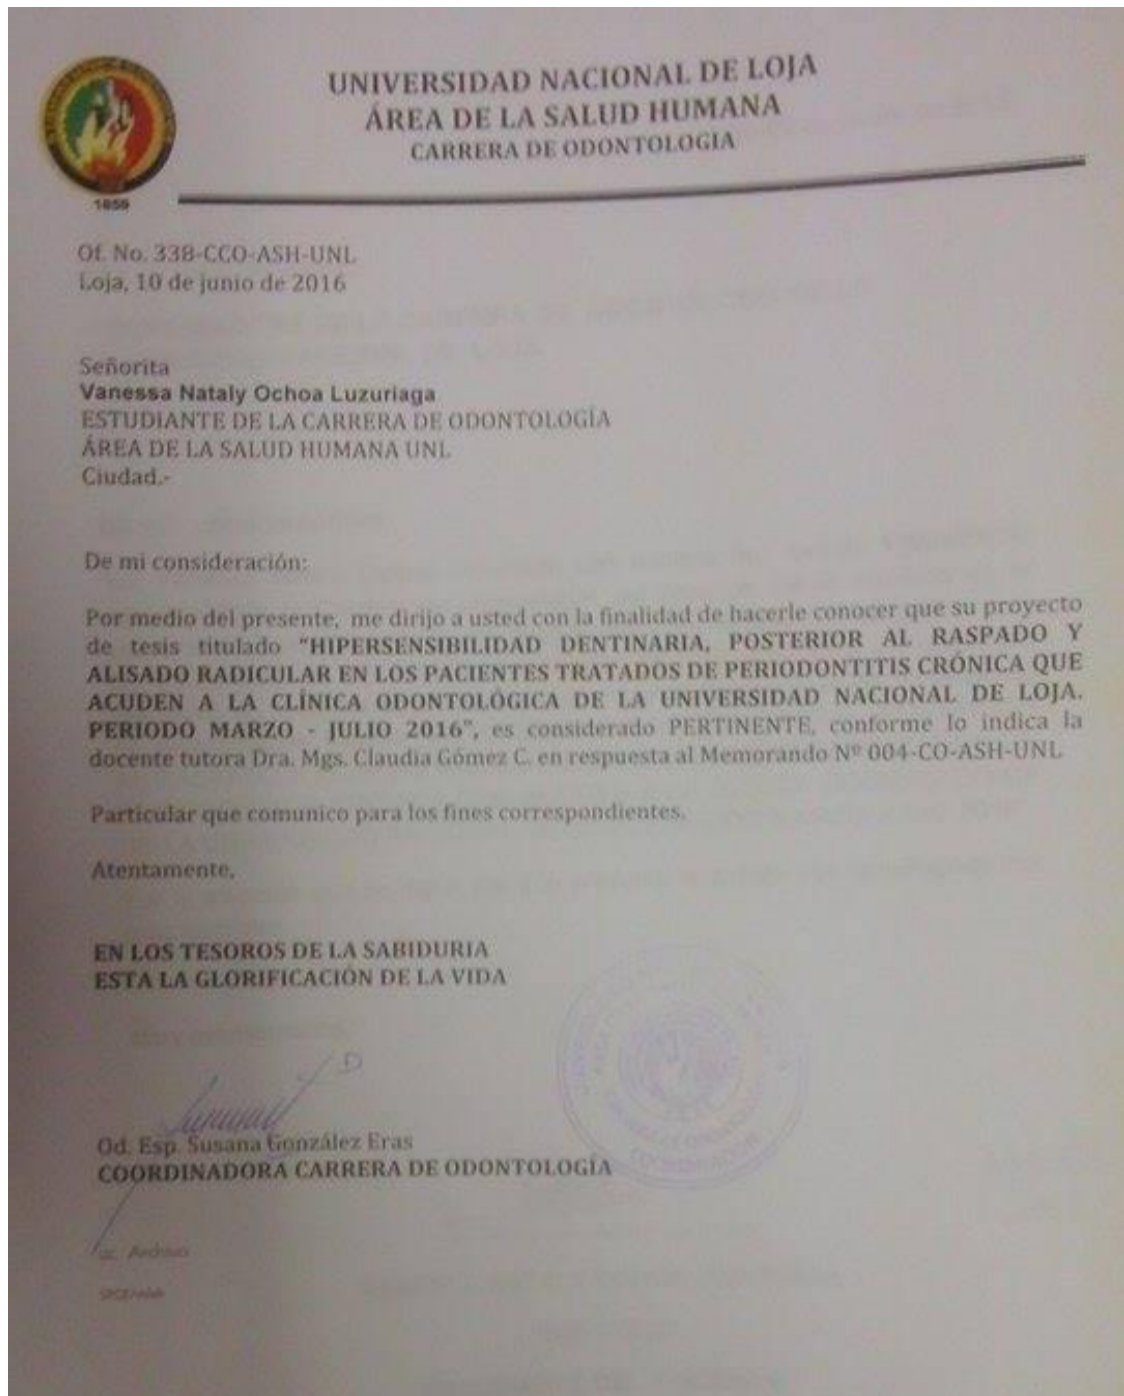 UNIVERSIDAD NACIONAL DE LOJA
ÁREA DE LA SALUD HUMANA
CARRERA DE ODONTOLOGIA
1859
Of. No. 338-CCO-ASH-UNL
Loja, 10 de junio de 2016
Señorita
Vanessa Nataly Ochoa Luzuriaga
ESTUDIANTE DE LA CARRERA DE ODONTOLOGÍA
ÁREA DE LA SALUD HUMANA UNL
Ciudad.-
De mi consideración:
Por medio del presente, me dirijo a usted con la finalidad de hacerle conocer que su proyecto
de tesis titulado "HIPERSENSIBILIDAD DENTINARIA, POSTERIOR AL RASPADO Y
ALISADO RADICULAR EN LOS PACIENTES TRATADOS DE PERIODONTITIS CRÓNICA QUE
ACUDEN A LA CLÍNICA ODONTOLÓGICA DE LA UNIVERSIDAD NACIONAL DE LOJA.
PERIODO MARZO - JULIO 2016", es considerado PERTINENTE, conforme lo indica la
docente tutora Dra. Mgs. Claudia Gómez C. en respuesta al Memorando Nº 004-CO-ASH-UNL
Particular que comunico para los fines correspondientes.
Atentamente,
EN LOS TESOROS DE LA SABIDURIA
ESTA LA GLORIFICACIÓN DE LA VIDA
Od. Esp. Susana González Eras
COORDINADORA CARRERA DE ODONTOLOGÍA
cc. Archivo